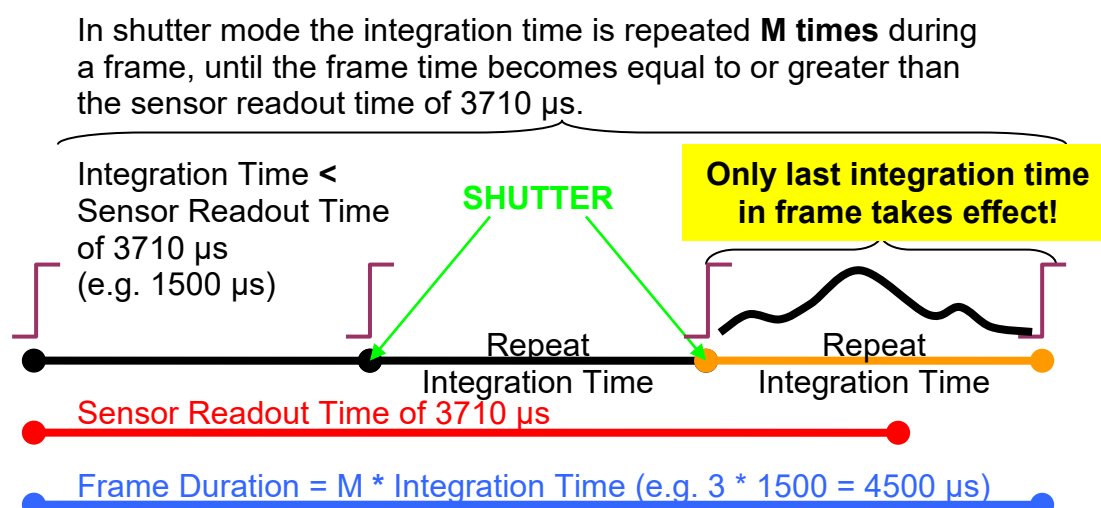 In shutter mode the integration time is repeated M times during
a frame, until the frame time becomes equal to or greater than
the sensor readout time of 3710 µs.
Integration Time <
Sensor Readout Time
of 3710 µs
(e.g. 1500 µs)
SHUTTER
Only last integration time
in frame takes effect!
Repeat
Integration Time
Repeat
Integration Time
Sensor Readout Time of 3710 µs
Frame Duration = M * Integration Time (e.g. 3 * 1500 = 4500 µs)